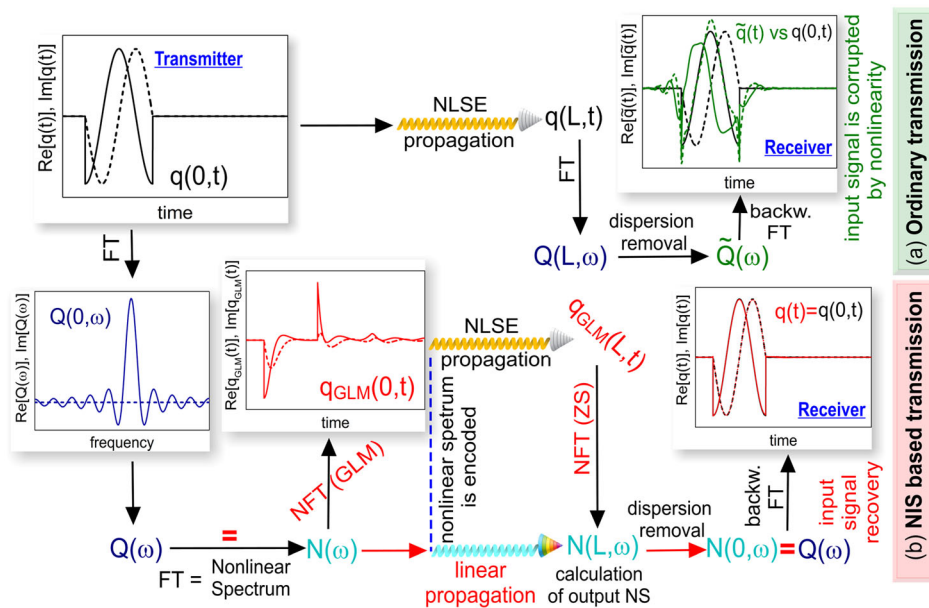 Re[q(t)], Im[q(t)]
Transmitter
q(0,t)
time
NLSE
propagation
q(L,t)
FT
Q(L,ω)
dispersion
removal
Q̃(ω)
backw.
FT
Re[q̃(t)], Im[q̃(t)]
q̃(t) vs q(0,t)
Receiver
time
input signal is corrupted
by nonlinearity
(a) Ordinary transmission
FT
Re[Q(ω)], Im[Q(ω)]
Q(0,ω)
frequency
Q(ω)
=
FT = Nonlinear
Spectrum
N(ω)
NFT (GLM)
Re[qGLM(t)], Im[qGLM(t)]
qGLM(0,t)
time
NLSE
propagation
qGLM(L,t)
nonlinear spetrum
is encoded
linear
propagation
NFT (ZS)
N(L,ω)
calculation
of output NS
dispersion
removal
N(0,ω)=Q(ω)
backw.
FT
input
signal
recovery
Re[q(t)], Im[q(t)]
q(t)=q(0,t)
Receiver
time
(b) NIS based transmission